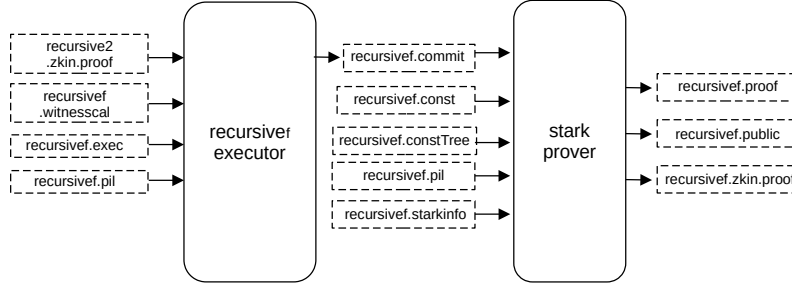 recursive2
.zkin.proof
recursivef
.witnesscal
recursivef.exec
recursivef.pil
recursivef
executor
recursivef.commit
recursivef.const
recursivef.constTree
recursivef.pil
recursivef.starkinfo
stark
prover
recursivef.proof
recursivef.public
recursivef.zkin.proof